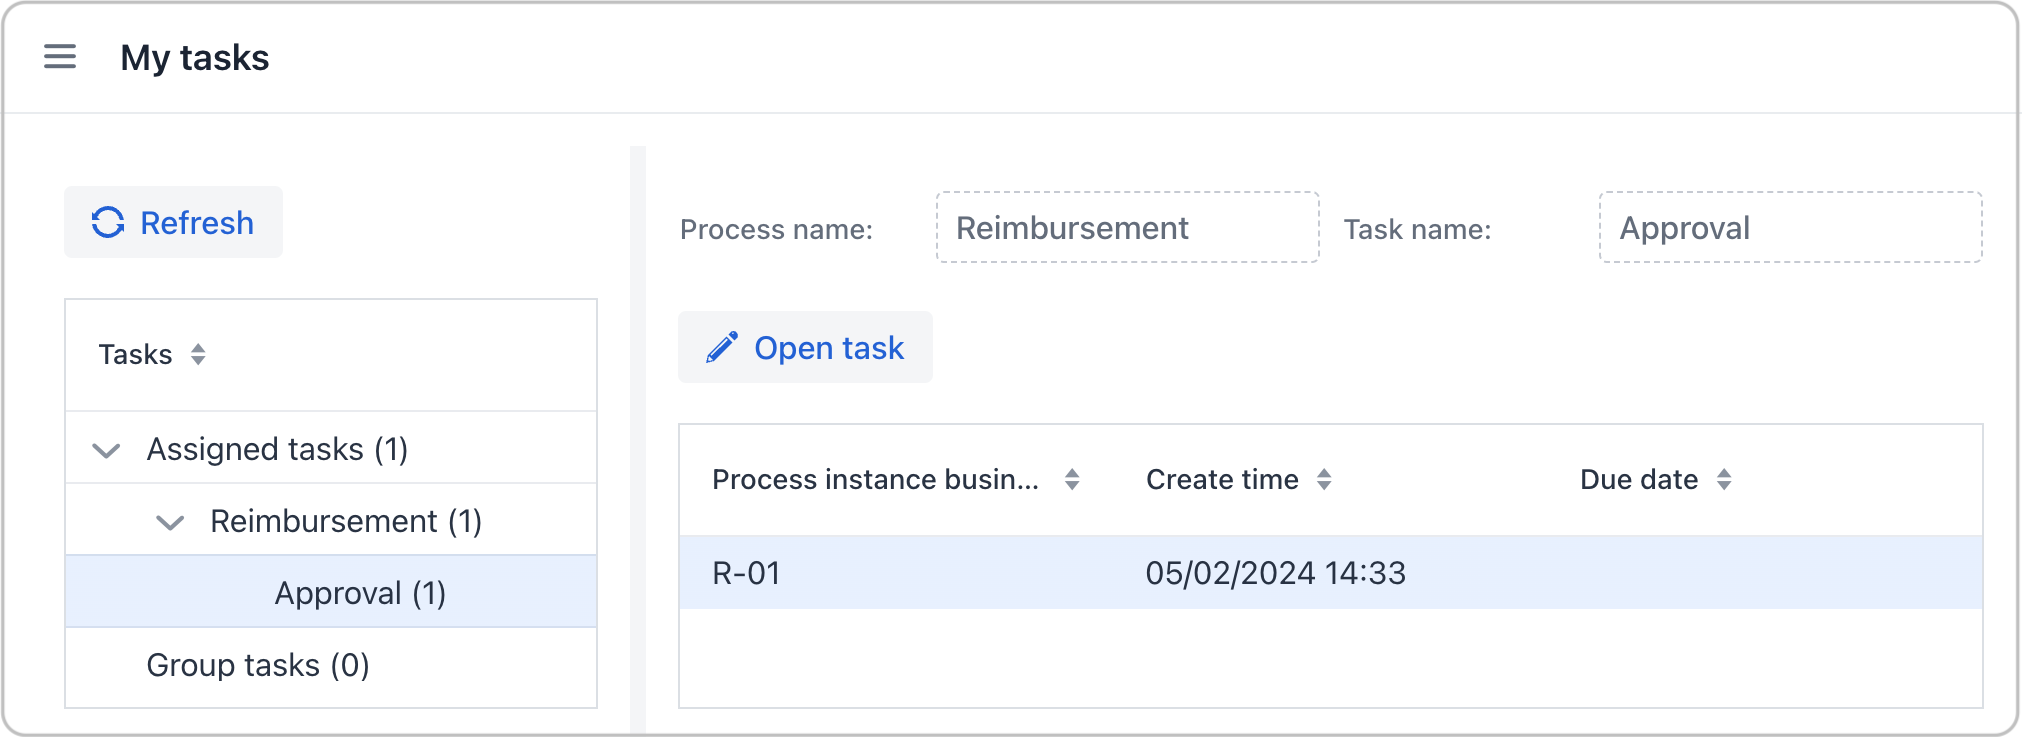 My tasks
Refresh
Tasks
Assigned tasks (1)
Reimbursement (1)
Approval (1)
Group tasks (0)
Process name: Reimbursement Task name: Approval
Open task
Process instance busin... Create time Due date
R-01 05/02/2024 14:33